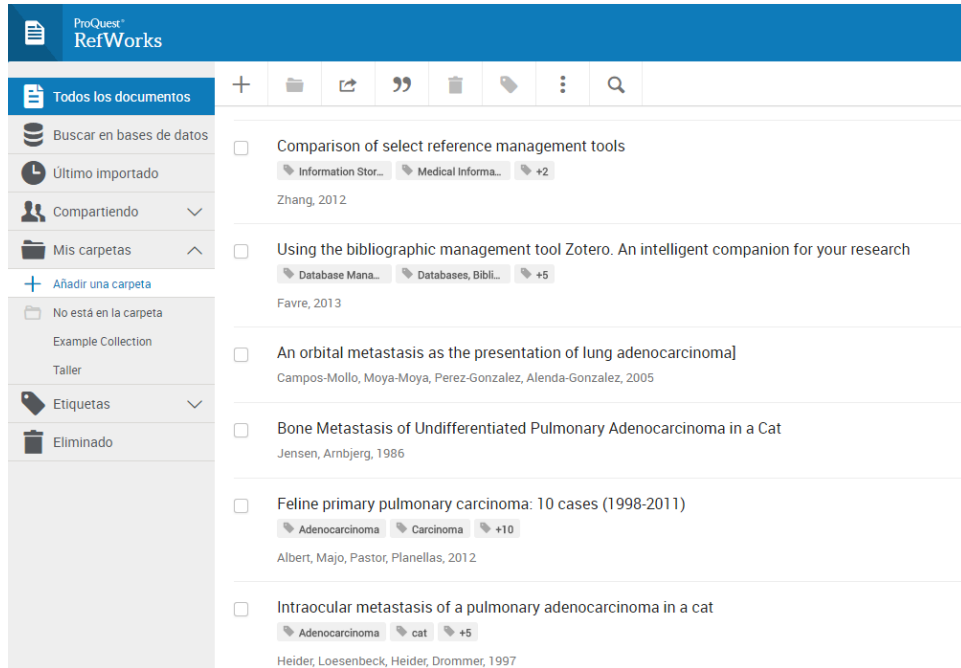 ProQuest®
RefWorks
Todos los documentos
Buscar en bases de datos
Último importado
Compartiendo
Mis carpetas
Añadir una carpeta
No está en la carpeta
Example Collection
Taller
Etiquetas
Eliminado
Comparison of select reference management tools
Information Stor... Medical Informa... +2
Zhang, 2012
Using the bibliographic management tool Zotero. An intelligent companion for your research
Database Mana... Databases, Bibli... +5
Favre, 2013
An orbital metastasis as the presentation of lung adenocarcinoma]
Campos-Mollo, Moya-Moya, Perez-Gonzalez, Alenda-Gonzalez, 2005
Bone Metastasis of Undifferentiated Pulmonary Adenocarcinoma in a Cat
Jensen, Arnbjerg, 1986
Feline primary pulmonary carcinoma: 10 cases (1998-2011)
Adenocarcinoma Carcinoma +10
Albert, Majo, Pastor, Planellas, 2012
Intraocular metastasis of a pulmonary adenocarcinoma in a cat
Adenocarcinoma cat +5
Heider, Loesenbeck, Heider, Drommer, 1997